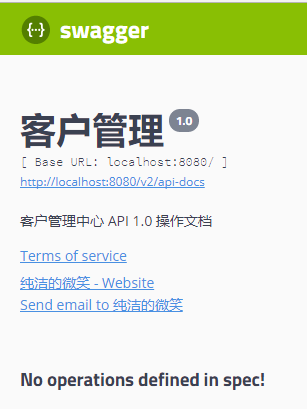 swagger
客户管理 1.0
[ Base URL: localhost:8080/ ]
http://localhost:8080/v2/api-docs
客户管理中心 API 1.0 操作文档
Terms of service
纯洁的微笑 - Website
Send email to 纯洁的微笑
No operations defined in spec!